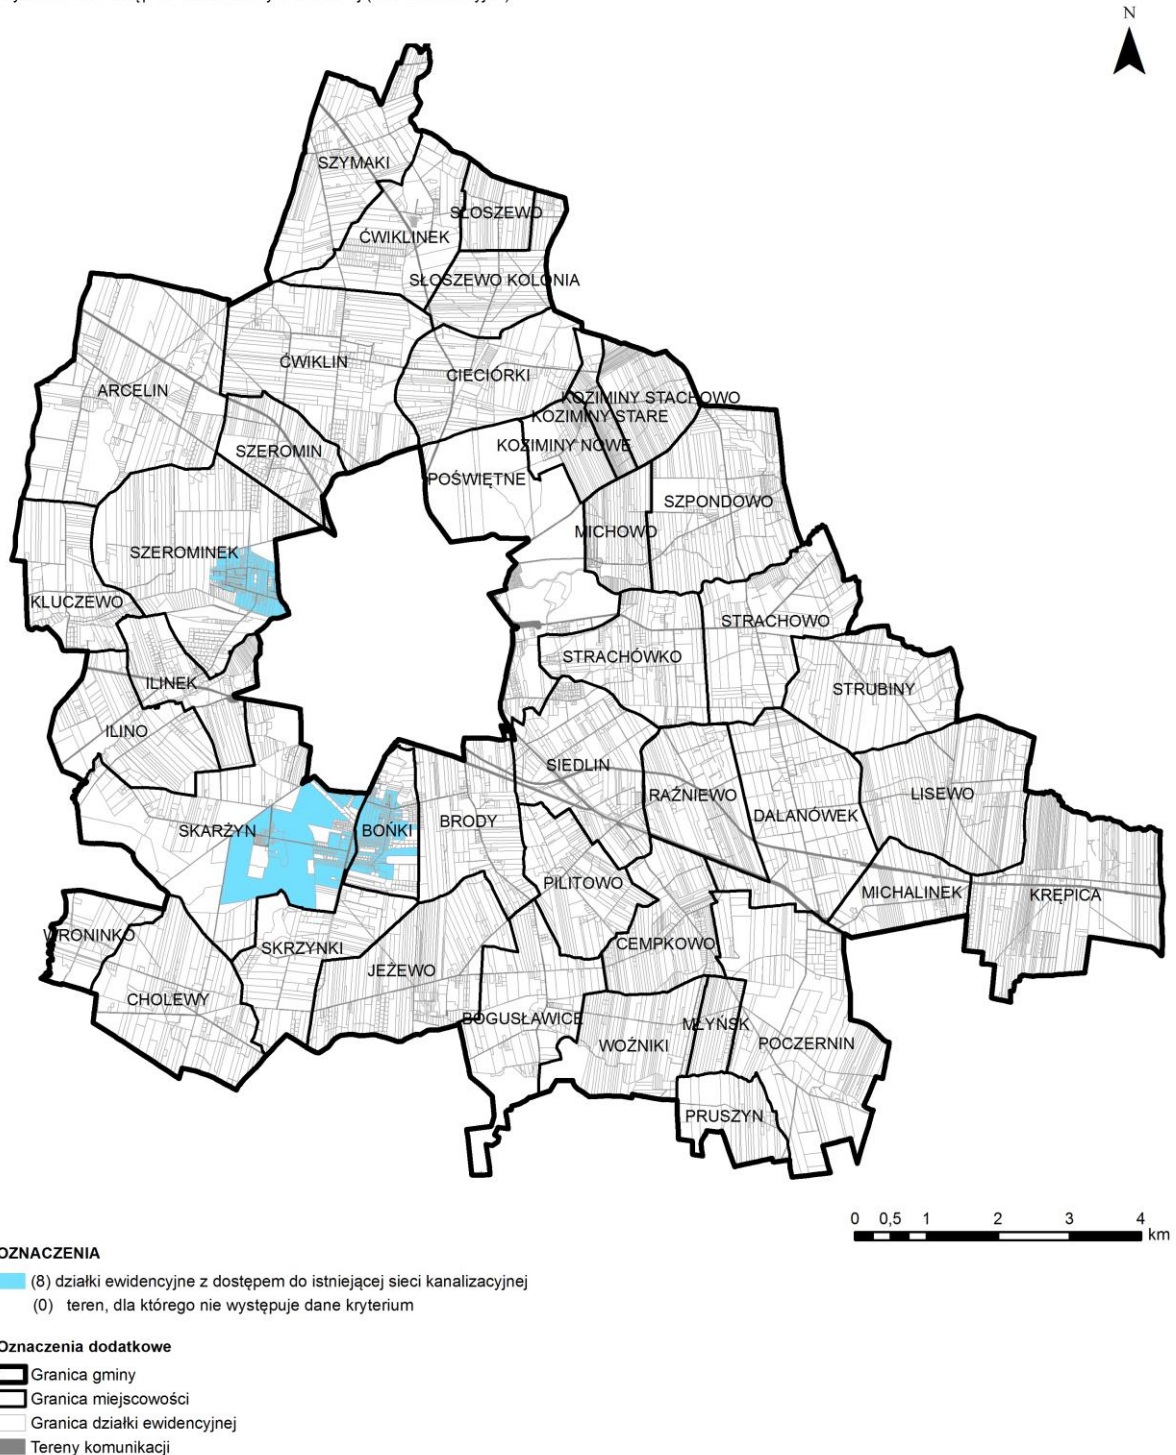 N
SZYMAKI
SŁOSZEWO
ĆWIKLINEK
SŁOSZEWO KOLONIA
ĆWIKLIN
CIECIÓRKI
ARCELIN
KOZIMINY STACHOWO
KOZIMINY STARE
KOZIMINY NOWE
SZEROMIN
POŚWIĘTNE
SZPONDOWO
MICHOWO
SZEROMINEK
KLUCZEWO
STRACHOWO
STRACHÓWKO
ILINEK
STRUBINY
ILINO
SIEDLIN
RAŹNIEWO
LISEWO
DALANÓWEK
SKARŻYN
BOŃKI
BRODY
PILITOWO
MICHALINEK
KRĘPICA
WRONINKO
SKRZYNKI
CEMPKOWO
JEŻEWO
CHOLEWY
BOGUSŁAWICE
MŁYŃSK
WOŹNIKI
POCZERNIN
PRUSZYN
0 0,5 1 2 3 4
km
OZNACZENIA
(8) działki ewidencyjne z dostępem do istniejącej sieci kanalizacyjnej
(0) teren, dla którego nie występuje dane kryterium
Oznaczenia dodatkowe
Granica gminy
Granica miejscowości
Granica działki ewidencyjnej
Tereny komunikacji